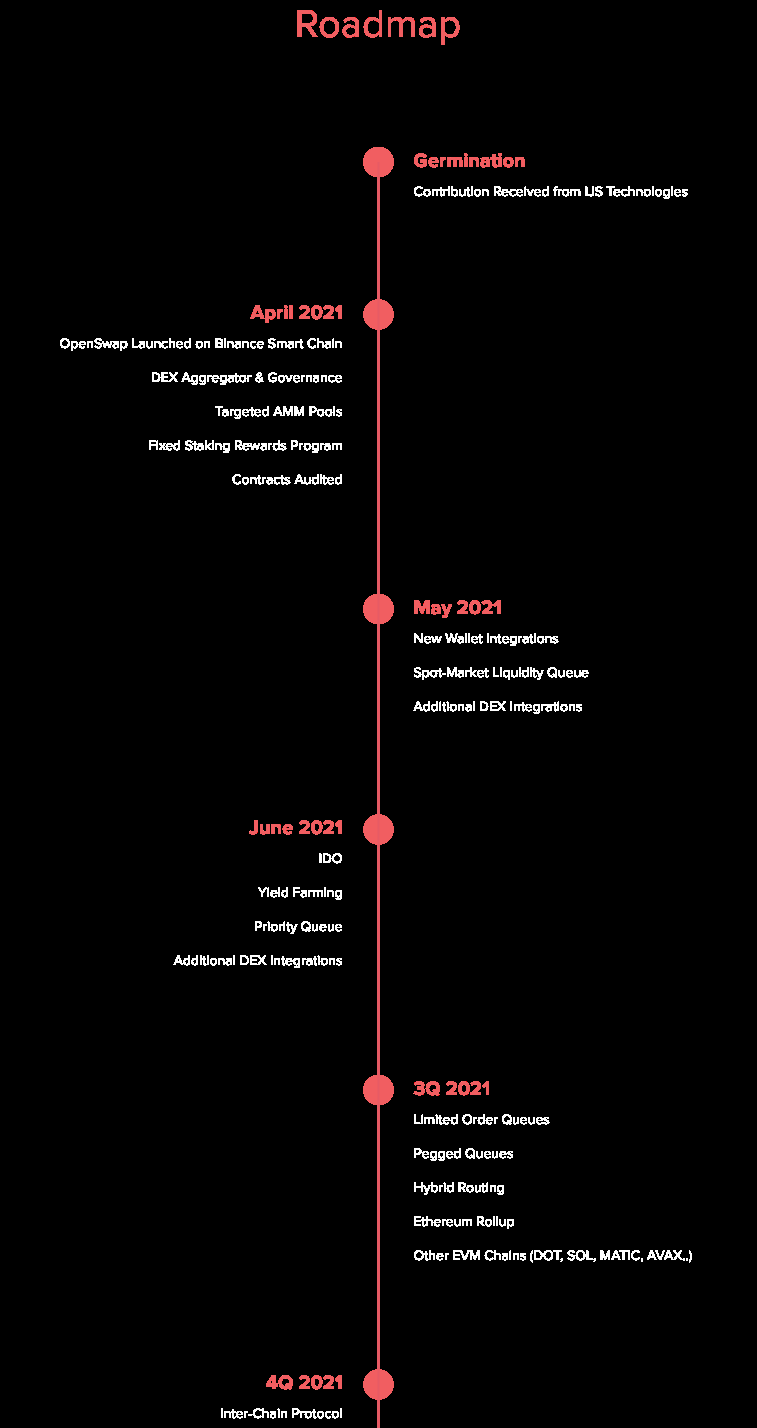 Roadmap
Germination
Contribution Received from IJS Technologies
April 2021
OpenSwap Launched on Binance Smart Chain
DEX Aggregator & Governance
Targeted AMM Pools
Fixed Staking Rewards Program
Contracts Audited
May 2021
New Wallet Integrations
Spot-Market Liquidity Queue
Additional DEX Integrations
June 2021
IDO
Yield Farming
Priority Queue
Additional DEX Integrations
3Q 2021
Limited Order Queues
Pegged Queues
Hybrid Routing
Ethereum Rollup
Other EVM Chains (DOT, SOL, MATIC, AVAX..)
4Q 2021
Inter-Chain Protocol